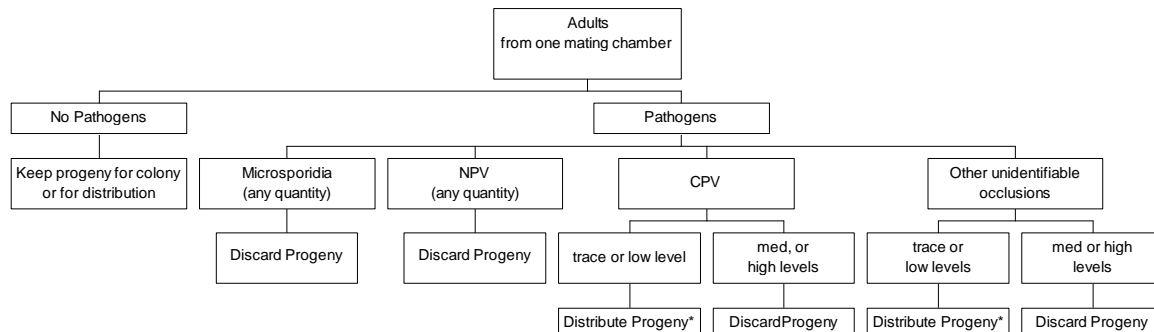 Adults
from one mating chamber
No Pathogens
Pathogens
Keep progeny for colony
or for distribution
Microsporidia
(any quantity)
NPV
(any quantity)
CPV
Other unidentifiable
occlusions
Discard Progeny
Discard Progeny
trace or low level
med, or
high levels
trace or
low levels
med or high
levels
Distribute Progeny*
DiscardProgeny
Distribute Progeny*
Discard Progeny